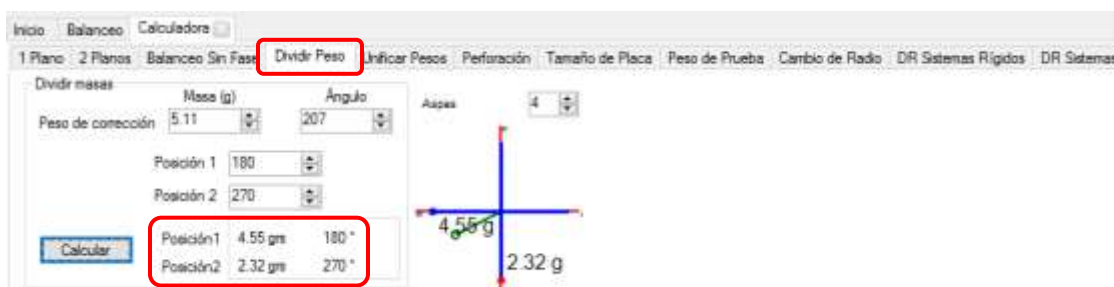 Inicio Balanceo Calculadora
1 Plano 2 Planos Balanceo Sin Fase Dividir Peso Unificar Pesos Perforación Tamaño de Placa Peso de Prueba Cambio de Radio DR Sistemas Rígidos DR Sistemas
Dividir masas
Masa (g) Ángulo Aspas 4
Peso de corrección 5.11 207
Posición 1 180
Posición 2 270
Calcular
Posición1 4.55 gm 180 °
Posición2 2.32 gm 270 °
4.55 g
2.32 g